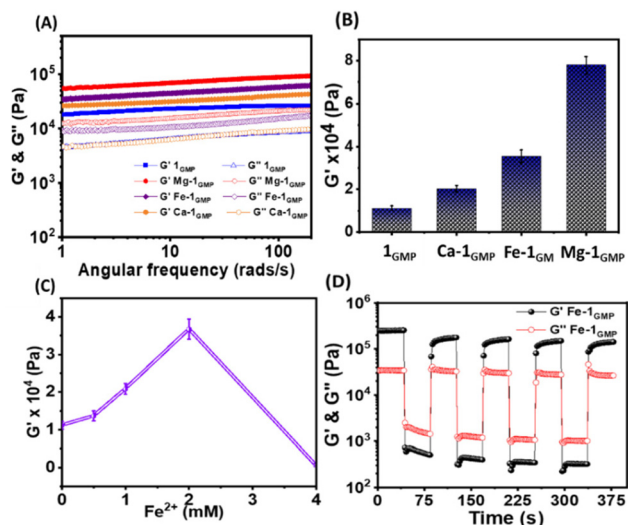 (A)
G' & G'' (Pa)
10⁵
10⁴
10³
10²
G' 1GMP G'' 1GMP
G' Mg-1GMP G'' Mg-1GMP
G' Fe-1GMP G'' Fe-1GMP
G' Ca-1GMP G'' Ca-1GMP
1 10 100
Angular frequency (rads/s)
(B)
G' x10⁴ (Pa)
8
6
4
2
0
1GMP Ca-1GMP Fe-1GM Mg-1GMP
(C)
G' x 10⁴ (Pa)
4
3
2
1
0
0 1 2 3 4
Fe²⁺ (mM)
(D)
G' & G'' (Pa)
10⁶
10⁵
10⁴
10³
10²
G' Fe-1GMP
G'' Fe-1GMP
0 75 150 225 300 375
Time (s)